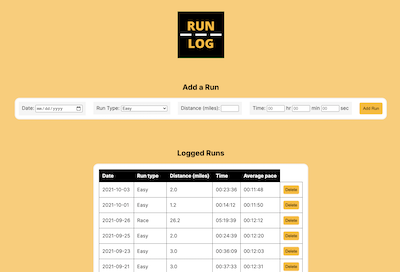 RUN
LOG
Add a Run
Date: mm/dd/yyyy Run Type: Easy Distance (miles): Time: 00 hr 00 min 00 sec Add Run
Logged Runs
Date Run type Distance (miles) Time Average pace
2021-10-03 Easy 2.0 00:23:36 00:11:48 Delete
2021-10-01 Easy 1.2 00:14:12 00:11:50 Delete
2021-09-26 Race 26.2 05:19:39 00:12:12 Delete
2021-09-25 Easy 2.0 00:24:39 00:12:20 Delete
2021-09-23 Easy 3.0 00:36:09 00:12:03 Delete
2021-09-21 Easy 3.0 00:37:33 00:12:31 Delete